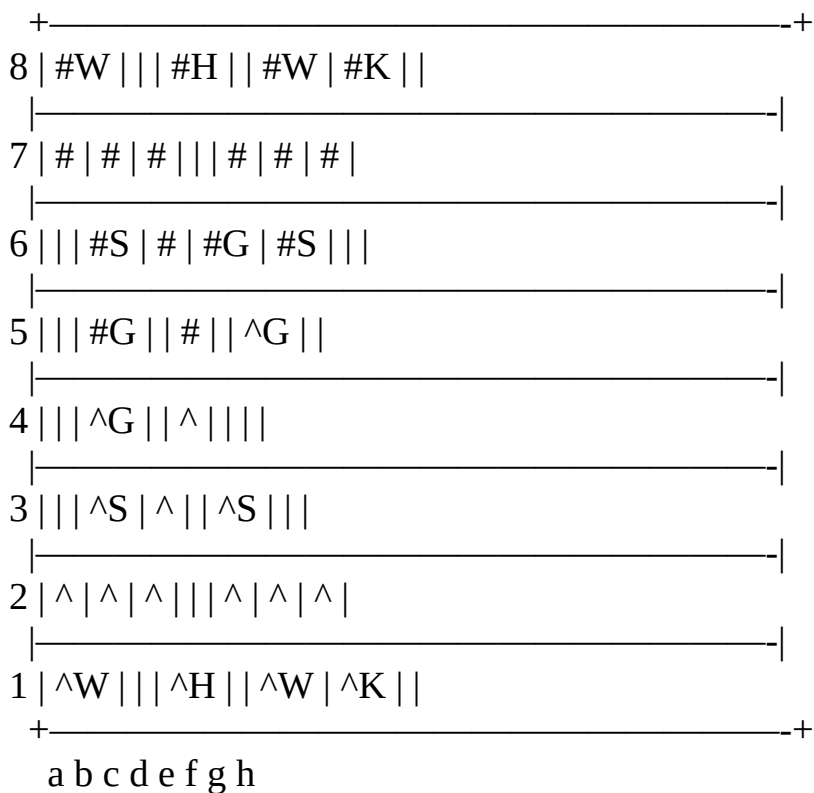 +———————————————————-+
8 | #W | | | #H | | #W | #K | |
|———————————————————-|
7 | # | # | # | | | # | # | # |
|———————————————————-|
6 | | | #S | # | #G | #S | | |
|———————————————————-|
5 | | | #G | | # | | ^G | |
|———————————————————-|
4 | | | ^G | | ^ | | | |
|———————————————————-|
3 | | | ^S | ^ | | ^S | | |
|———————————————————-|
2 | ^ | ^ | ^ | | | ^ | ^ | ^ |
|———————————————————-|
1 | ^W | | | ^H | | ^W | ^K | |
+———————————————————-+
a b c d e f g h